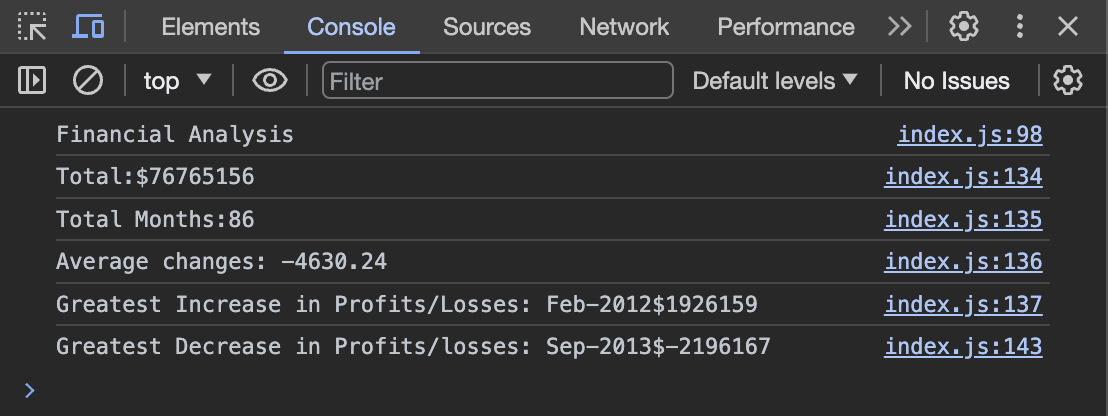 Elements Console Sources Network Performance
top Filter Default levels No Issues
Financial Analysis index.js:98
Total:$76765156 index.js:134
Total Months:86 index.js:135
Average changes: -4630.24 index.js:136
Greatest Increase in Profits/Losses: Feb-2012$1926159 index.js:137
Greatest Decrease in Profits/losses: Sep-2013$-2196167 index.js:143